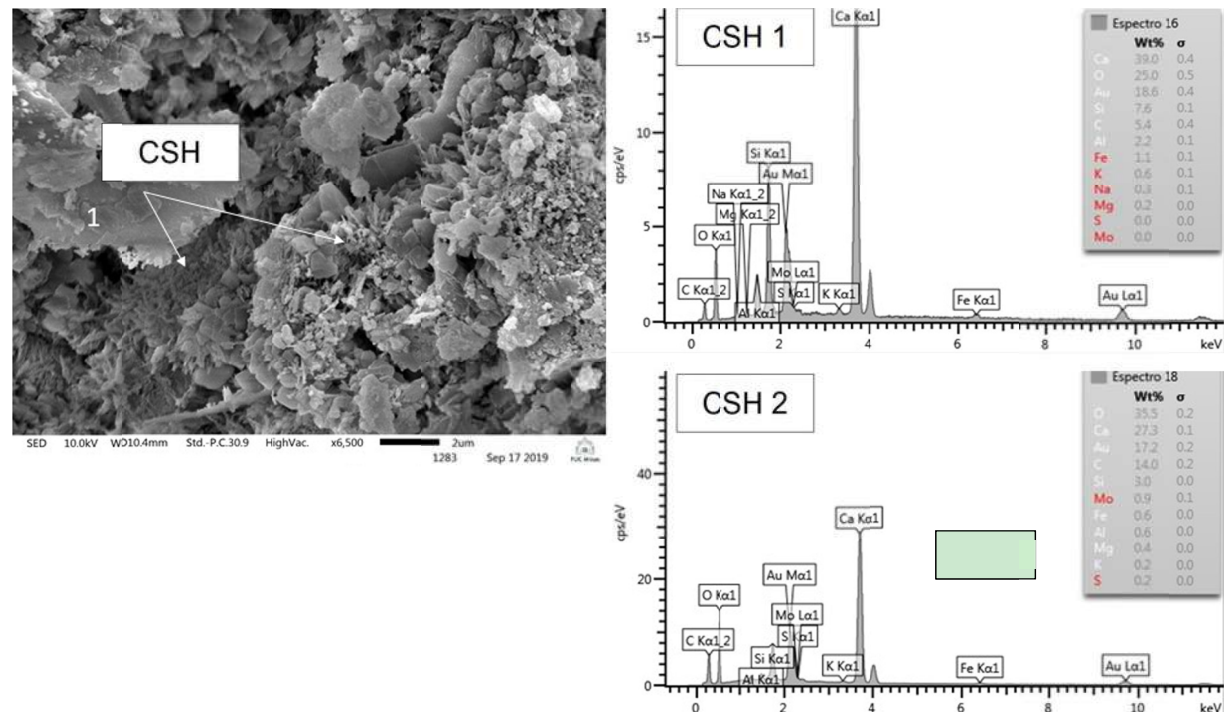 CSH
1
SED 10.0kV WD10.4mm Std.-P.C.30.9 HighVac. x6,500 2um
1283 Sep 17 2019
PUC Minas
CSH 1
cps/eV
15
10
5
0
Ca Kα1
Si Kα1
Au Mα1
Na Kα1_2
Mg Kα1_2
O Kα1
Mo Lα1
C Kα1_2
S Kα1
K Kα1
Al Kα1
Fe Kα1
Au Lα1
0 2 4 6 8 10 keV
Espectro 16
Wt% σ
Ca 39.0 0.4
O 25.0 0.5
Au 18.6 0.4
Si 7.6 0.1
C 5.4 0.4
Al 2.2 0.1
Fe 1.1 0.1
K 0.6 0.1
Na 0.3 0.1
Mg 0.2 0.0
S 0.0 0.0
Mo 0.0 0.0
CSH 2
cps/eV
40
20
0
Ca Kα1
Au Mα1
O Kα1
Mo Lα1
C Kα1_2
S Kα1
Si Kα1
K Kα1
Al Kα1
Fe Kα1
Au Lα1
0 2 4 6 8 10 keV
Espectro 18
Wt% σ
O 35.5 0.2
Ca 27.3 0.1
Au 17.2 0.2
C 14.0 0.2
Si 3.0 0.0
Mo 0.9 0.1
Fe 0.6 0.0
Al 0.6 0.0
Mg 0.4 0.0
K 0.2 0.0
S 0.2 0.0